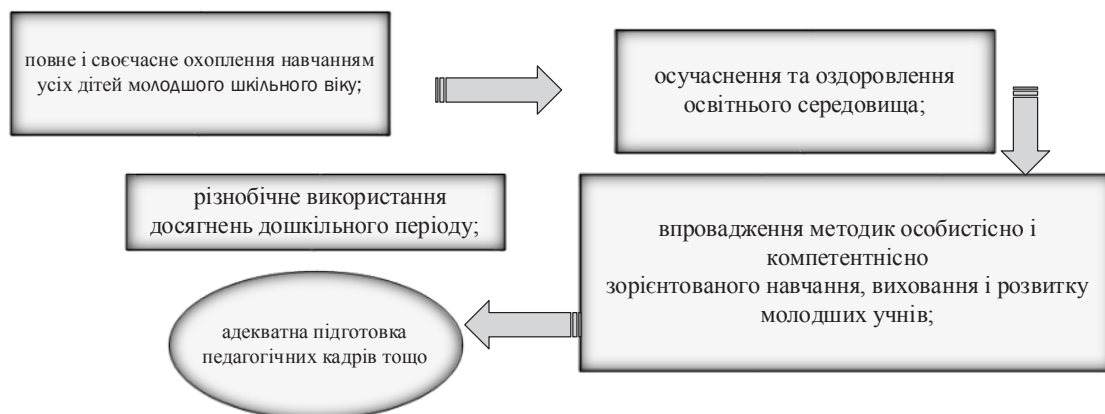 повне і своєчасне охоплення навчанням
усіх дітей молодшого шкільного віку;
осучаснення та оздоровлення
освітнього середовища;
різнобічне використання
досягнень дошкільного періоду;
впровадження методик особистісно і
компетентнісно
зорієнтованого навчання, виховання і розвитку
молодших учнів;
адекватна підготовка
педагогічних кадрів тощо